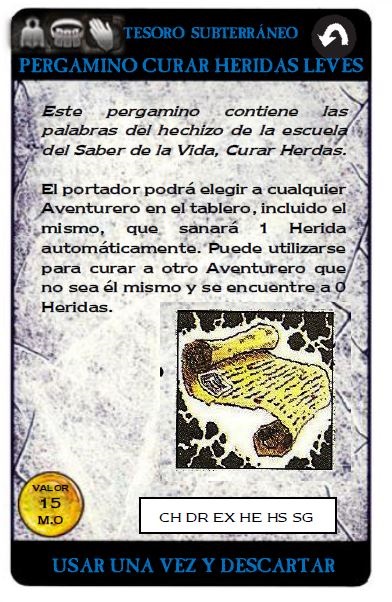 TESORO SUBTERRÁNEO
PERGAMINO CURAR HERIDAS LEVES
Este pergamino contiene las
palabras del hechizo de la escuela
del Saber de la Vida, Curar Herdas.
El portador podrá elegir a cualquier
Aventurero en el tablero, incluido el
mismo, que sanará 1 Herida
automáticamente. Puede utilizarse
para curar a otro Aventurero que
no sea él mismo y se encuentre a 0
Heridas.
VALOR
15
M.O
CH DR EX HE HS SG
USAR UNA VEZ Y DESCARTAR